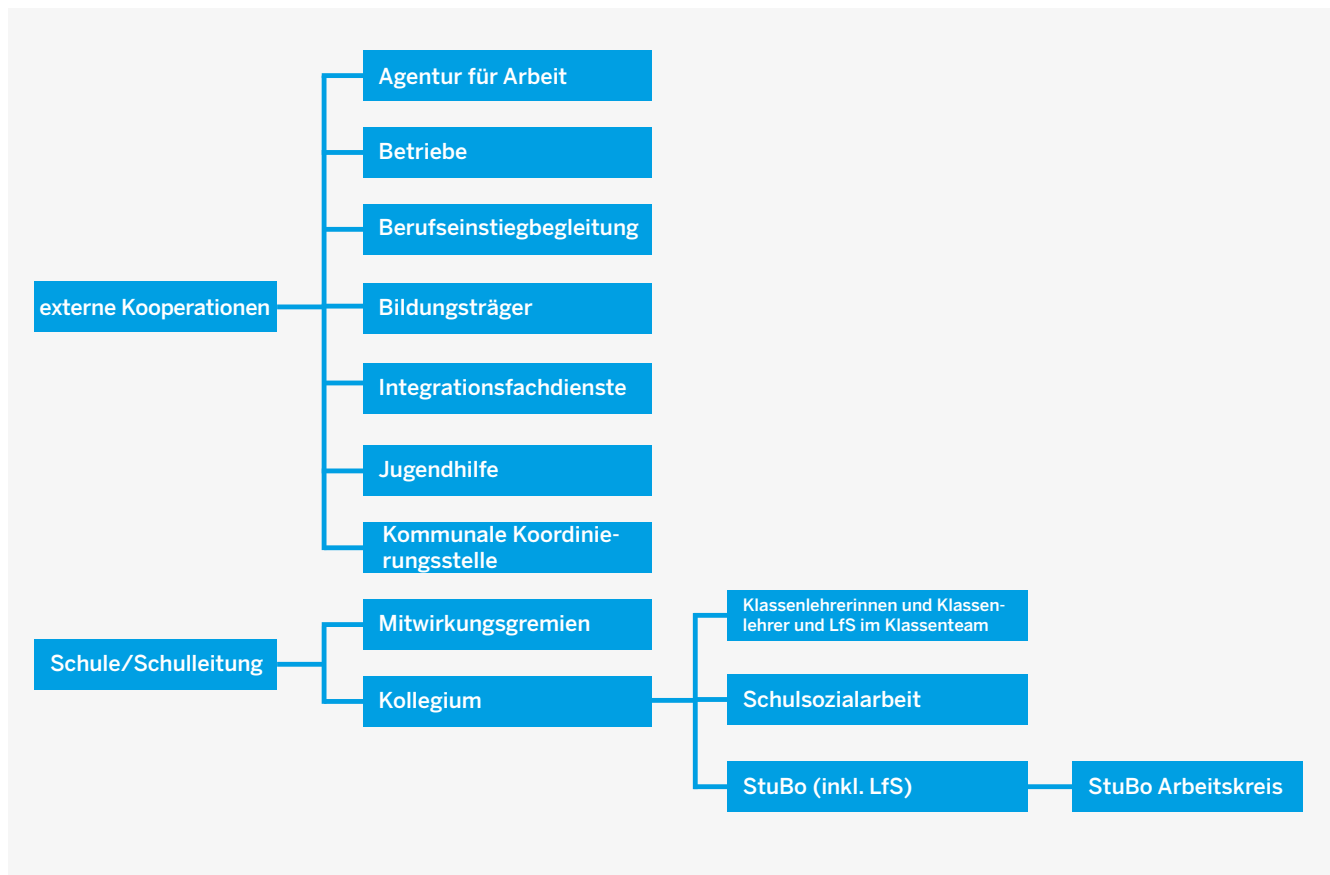 Agentur für Arbeit
Betriebe
Berufseinstiegbegleitung
externe Kooperationen
Bildungsträger
Integrationsfachdienste
Jugendhilfe
Kommunale Koordinie-
rungsstelle
Schule/Schulleitung
Mitwirkungsgremien
Kollegium
Klassenlehrerinnen und Klassen-
lehrer und LfS im Klassenteam
Schulsozialarbeit
StuBo (inkl. LfS)
StuBo Arbeitskreis